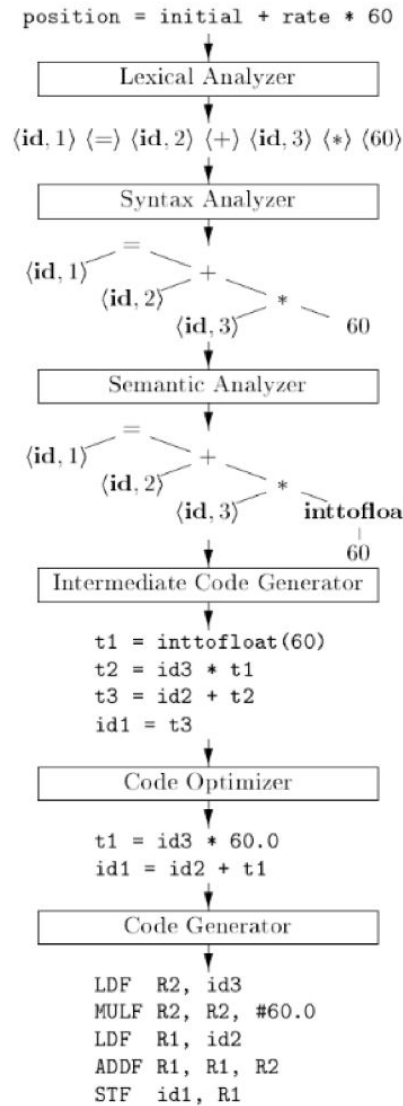 position = initial + rate * 60
Lexical Analyzer
⟨id, 1⟩ ⟨=⟩ ⟨id, 2⟩ ⟨+⟩ ⟨id, 3⟩ ⟨*⟩ ⟨60⟩
Syntax Analyzer
=
⟨id, 1⟩ +
⟨id, 2⟩ *
⟨id, 3⟩ 60
Semantic Analyzer
=
⟨id, 1⟩ +
⟨id, 2⟩ *
⟨id, 3⟩ inttofloa
60
Intermediate Code Generator
t1 = inttofloat(60)
t2 = id3 * t1
t3 = id2 + t2
id1 = t3
Code Optimizer
t1 = id3 * 60.0
id1 = id2 + t1
Code Generator
LDF R2, id3
MULF R2, R2, #60.0
LDF R1, id2
ADDF R1, R1, R2
STF id1, R1